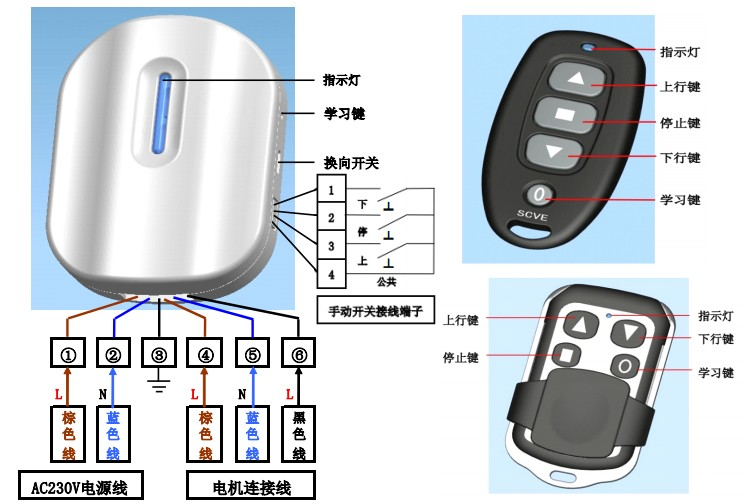 指示灯
学习键
换向开关
1
2
3
4
下
停
上
公共
手动开关接线端子
①
②
③
④
⑤
⑥
L
N
L
N
L
棕色线
蓝色线
棕色线
蓝色线
黑色线
AC230V电源线
电机连接线
指示灯
上行键
停止键
下行键
学习键
0
SCVE
上行键
停止键
指示灯
下行键
学习键